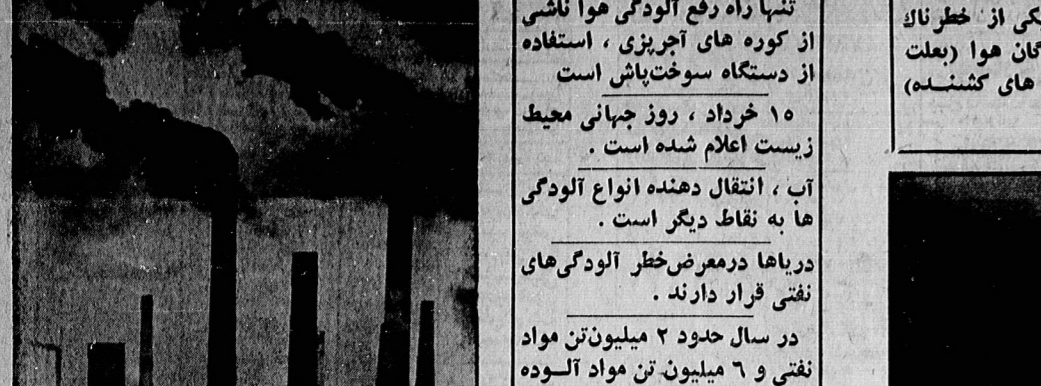 یکی از خطرناك
گان هوا (بعلت
های کشنــده)
تنها راه رفع آلودگی هوا ناشی
از کوره های آجرپزی ، استفاده
از دستگاه سوخت‌پاش است
۱۵ خرداد ، روز جهانی محیط
زیست اعلام شده است .
آب ، انتقال دهنده انواع آلودگی
ها به نقاط دیگر است .
دریاها درمعرض‌خطر آلودگی‌های
نفتی قرار دارند .
در سال حدود ۲ میلیون‌تن مواد
نفتی و ٦ میلیون تن مواد آلــوده